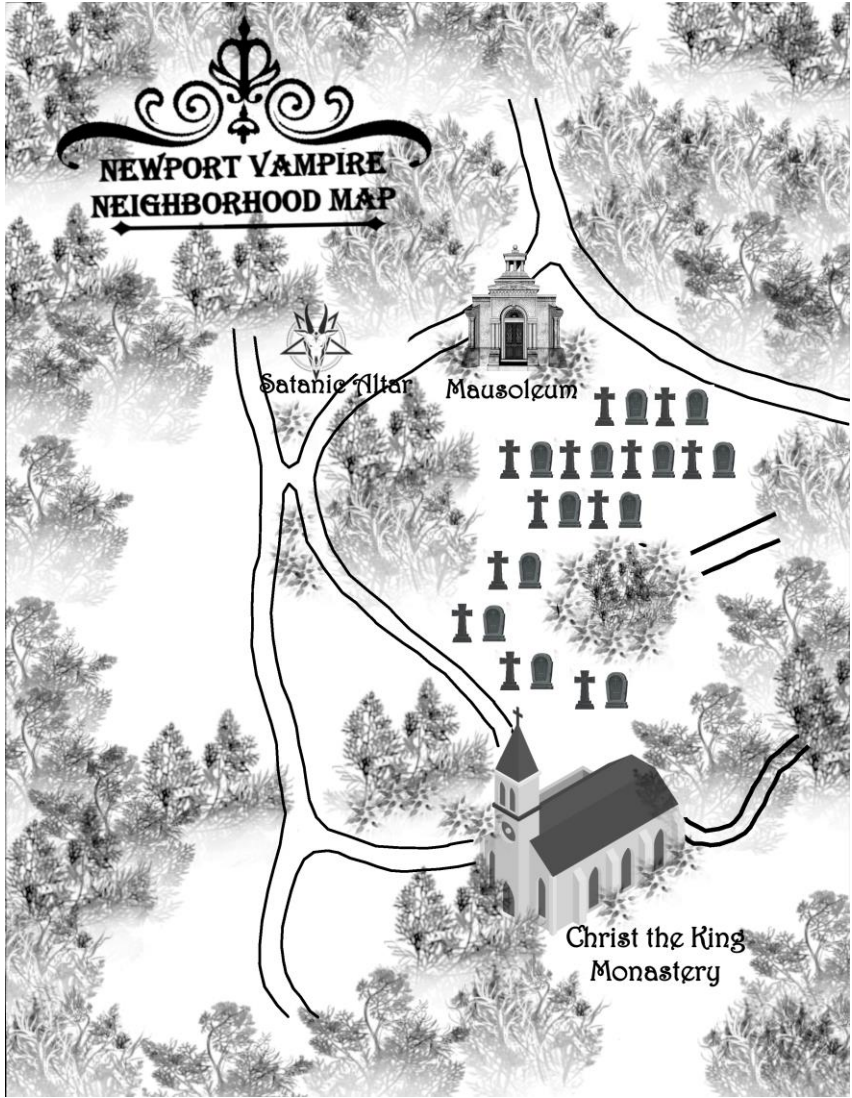 NEWPORT VAMPIRE
NEIGHBORHOOD MAP
Satanic Altar
Mausoleum
Christ the King
Monastery